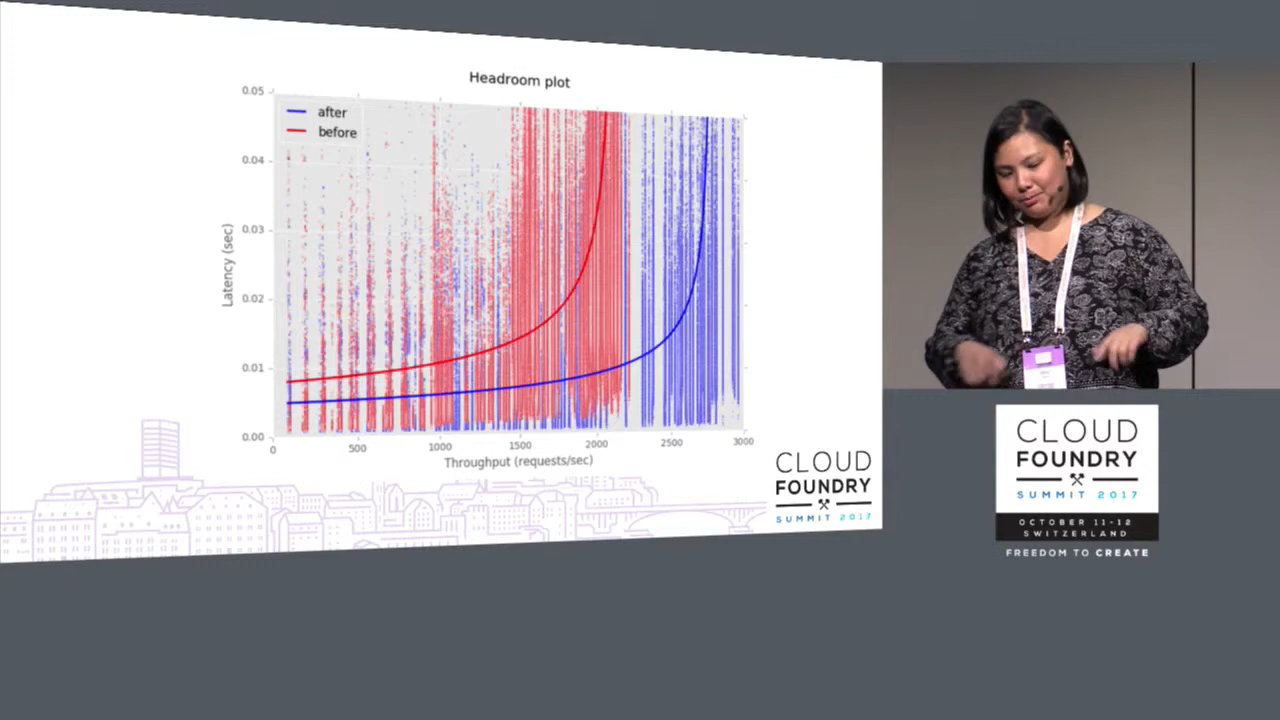 Headroom plot
after
before
0.05
0.04
0.03
0.02
0.01
0.00
Latency (sec)
0
500
1000
1500
2000
2500
3000
Throughput (requests/sec)
CLOUD
FOUNDRY
SUMMIT 2017
CLOUD
FOUNDRY
SUMMIT 2017
OCTOBER 11-12
SWITZERLAND
FREEDOM TO CREATE